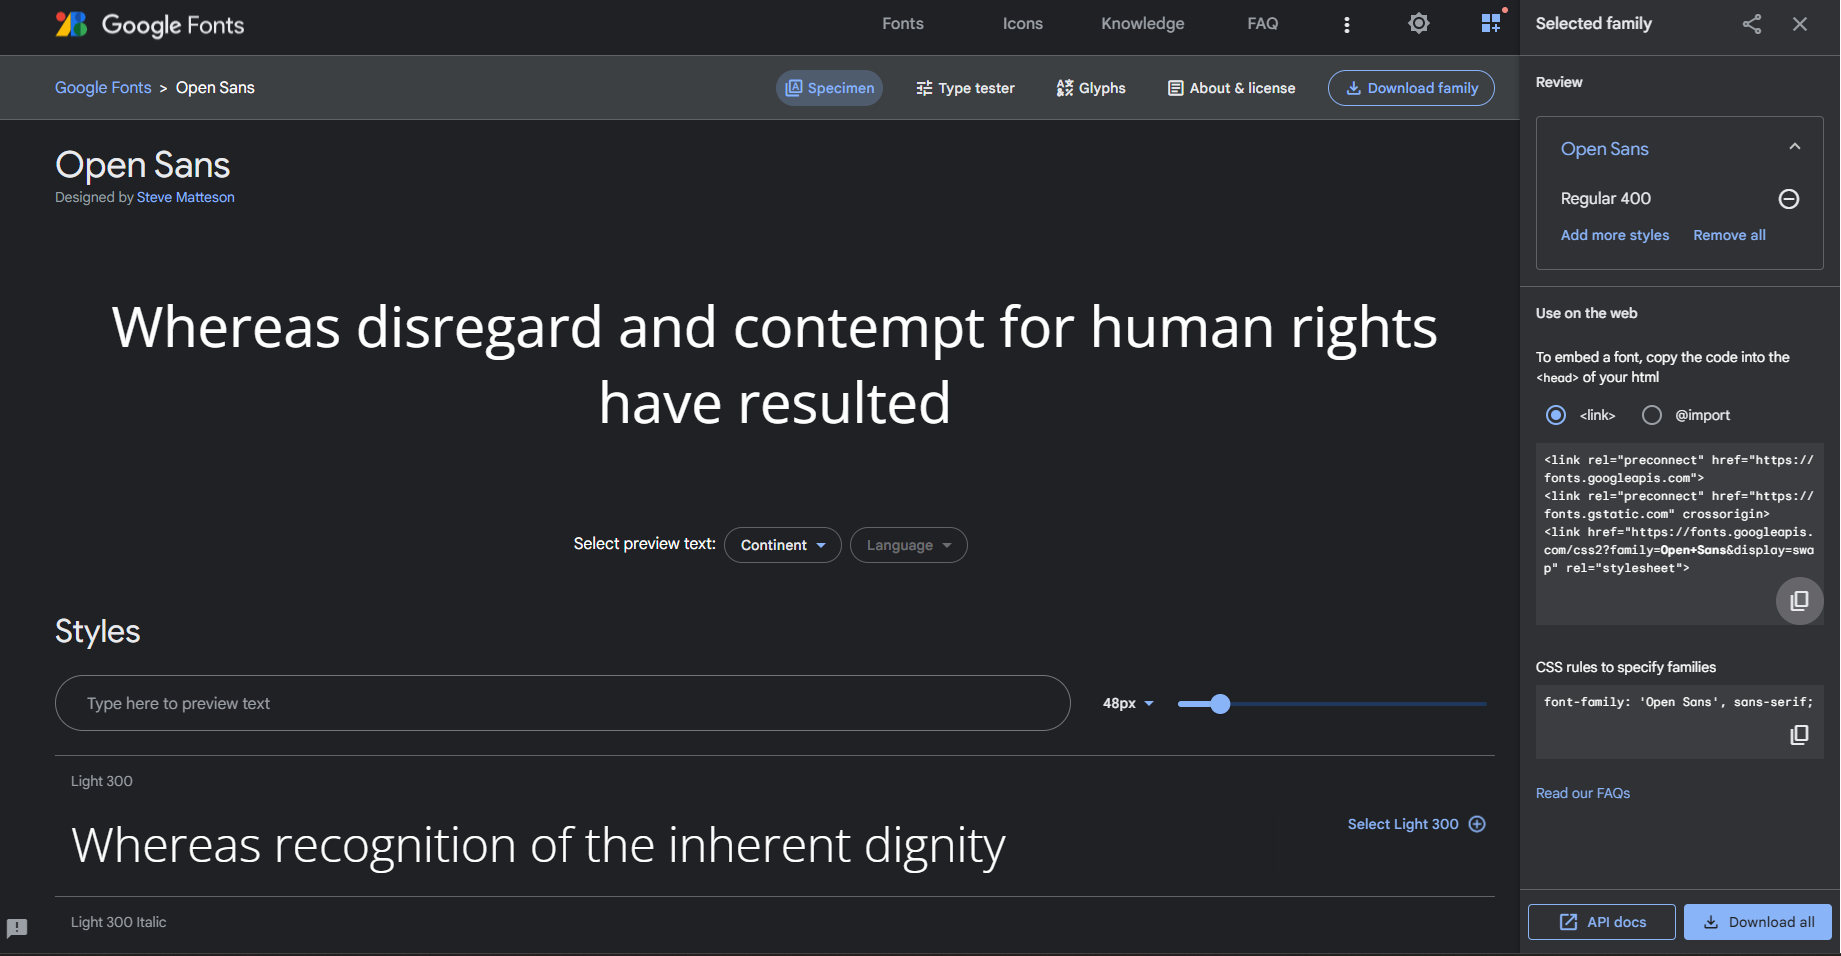 Google Fonts
Fonts
Icons
Knowledge
FAQ
Google Fonts > Open Sans
Specimen
Type tester
Glyphs
About & license
Download family
Open Sans
Designed by Steve Matteson
Whereas disregard and contempt for human rights
have resulted
Select preview text:
Continent
Language
Styles
Type here to preview text
48px
Light 300
Whereas recognition of the inherent dignity
Select Light 300
Light 300 Italic
Selected family
Review
Open Sans
Regular 400
Add more styles
Remove all
Use on the web
To embed a font, copy the code into the
<head> of your html
<link>
@import
<link rel="preconnect" href="https://
fonts.googleapis.com">
<link rel="preconnect" href="https://
fonts.gstatic.com" crossorigin>
<link href="https://fonts.googleapis.
com/css2?family=Open+Sans&display=swa
p" rel="stylesheet">
CSS rules to specify families
font-family: 'Open Sans', sans-serif;
Read our FAQs
API docs
Download all